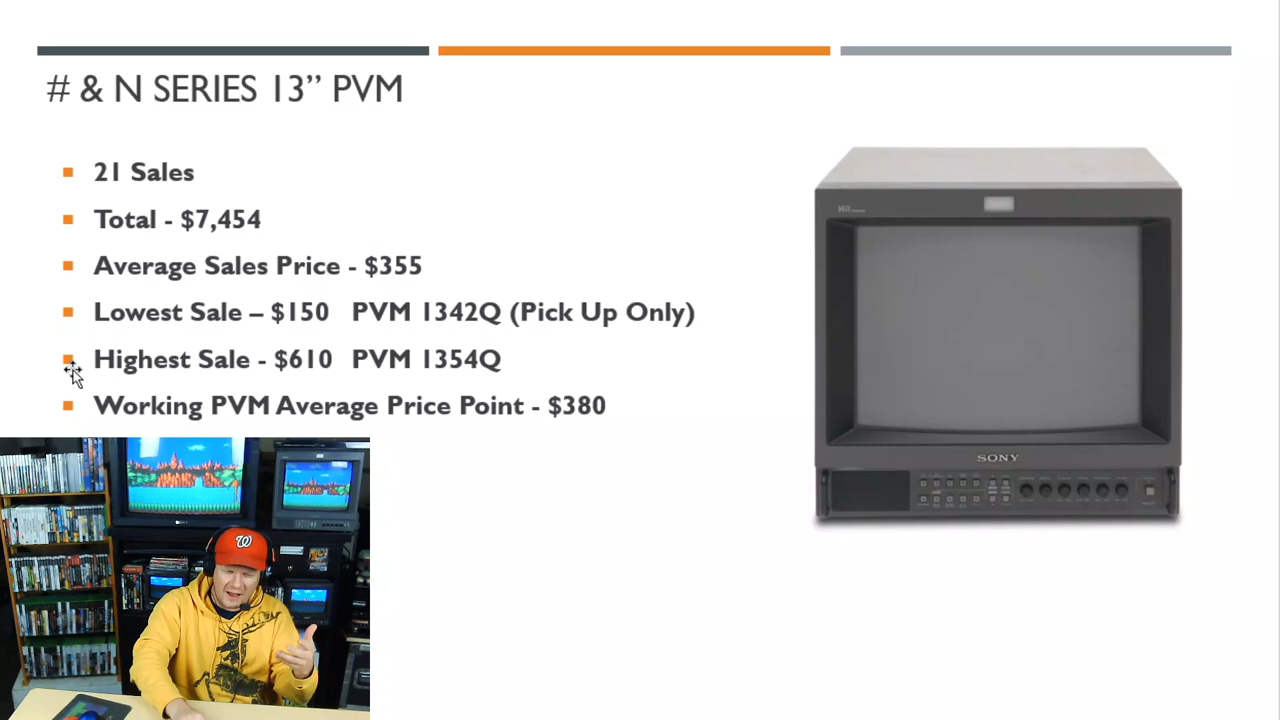 # & N SERIES 13” PVM
21 Sales
Total - $7,454
Average Sales Price - $355
Lowest Sale – $150 PVM 1342Q (Pick Up Only)
Highest Sale - $610 PVM 1354Q
Working PVM Average Price Point - $380
SONY
W